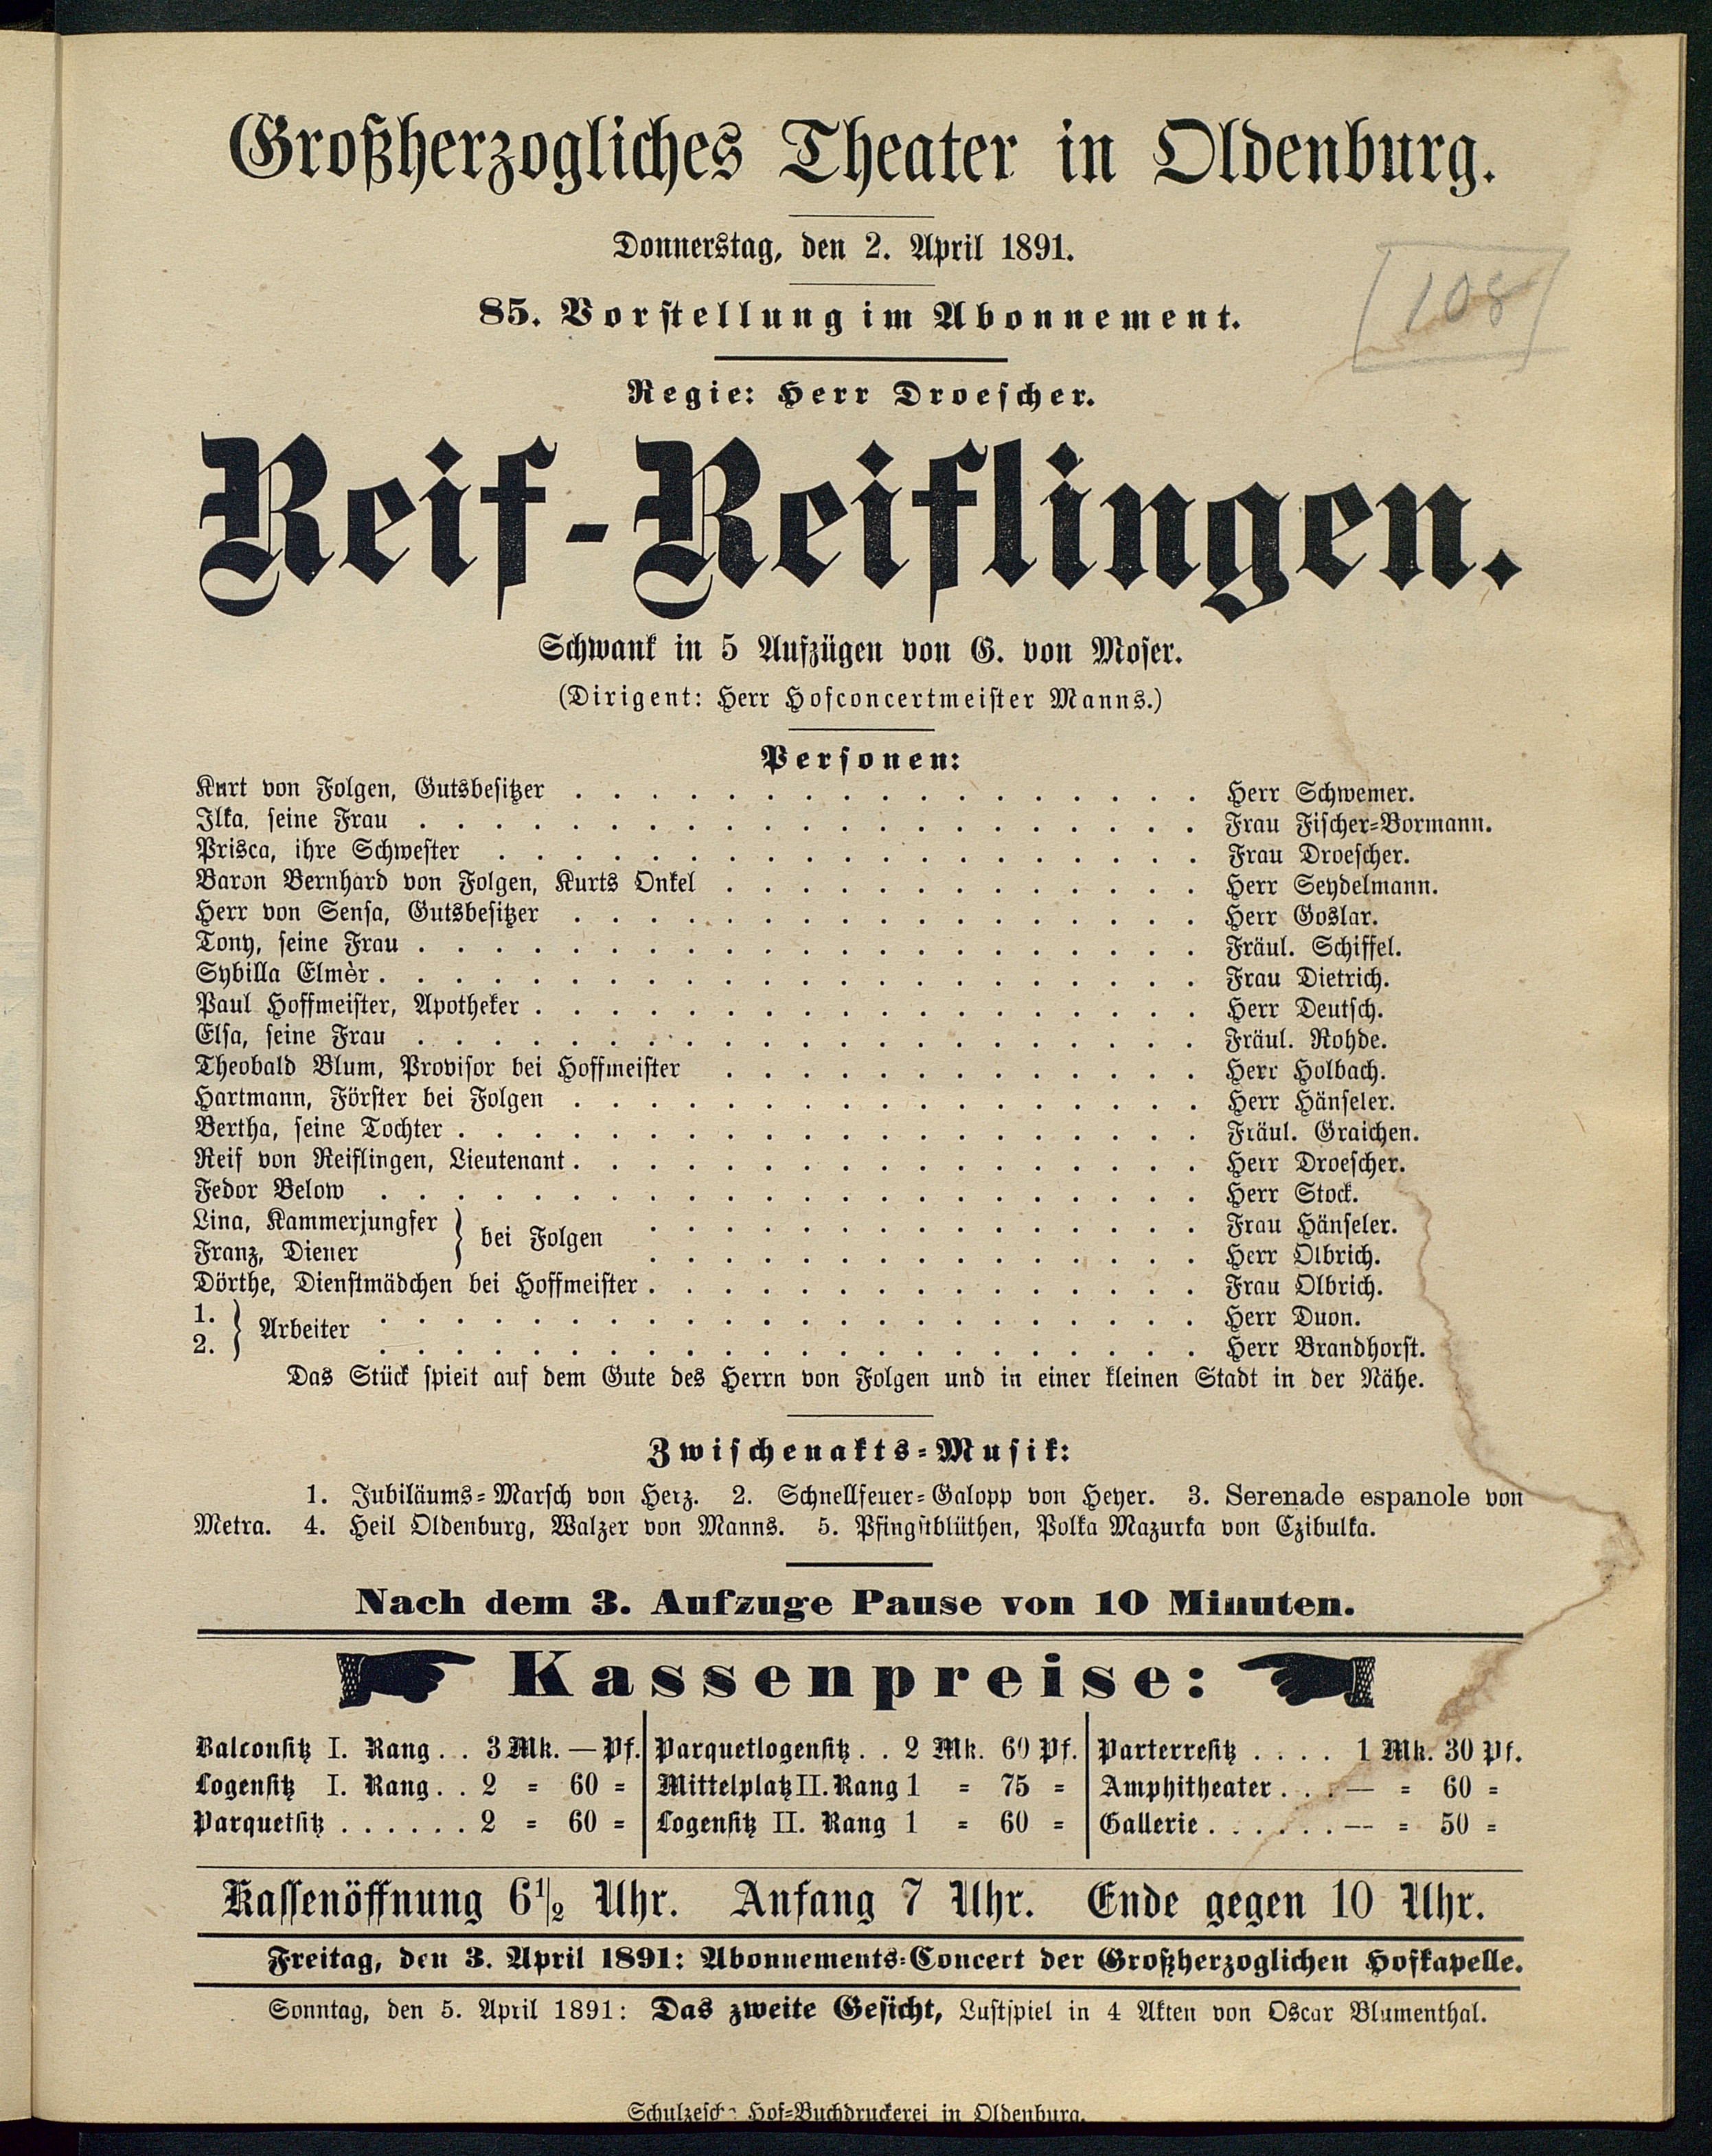 Großherzogliches Theater in Oldenburg.
Donnerstag, den 2. April 1891.
108
85. Vorstellung im Abonnement.
Regie: Herr Droescher.
Reif-Reiflingen.
Schwank in 5 Aufzügen von G. von Moser.
(Dirigent: Herr Hofconcertmeister Manns.)
Personen:
Kurt von Folgen, Gutsbesitzer . . . . . . . . . . . . . . . . . Herr Schwemer.
Ilka, seine Frau . . . . . . . . . . . . . . . . . . . . . Frau Fischer-Bormann.
Prisca, ihre Schwester . . . . . . . . . . . . . . . . . . . Frau Droescher.
Baron Bernhard von Folgen, Kurts Onkel . . . . . . . . . . . . . Herr Seydelmann.
Herr von Sensa, Gutsbesitzer . . . . . . . . . . . . . . . . . Herr Goslar.
Tony, seine Frau . . . . . . . . . . . . . . . . . . . . . Fräul. Schiffel.
Sybilla Elmèr . . . . . . . . . . . . . . . . . . . . . . Frau Dietrich.
Paul Hoffmeister, Apotheker . . . . . . . . . . . . . . . . . . Herr Deutsch.
Elsa, seine Frau . . . . . . . . . . . . . . . . . . . . . Fräul. Rohde.
Theobald Blum, Provisor bei Hoffmeister . . . . . . . . . . . . . Herr Holbach.
Hartmann, Förster bei Folgen . . . . . . . . . . . . . . . . . Herr Hänseler.
Bertha, seine Tochter . . . . . . . . . . . . . . . . . . . . Fräul. Graichen.
Reif von Reiflingen, Lieutenant . . . . . . . . . . . . . . . . . Herr Droescher.
Fedor Below . . . . . . . . . . . . . . . . . . . . . . Herr Stock.
Lina, Kammerjungfer } bei Folgen . . . . . . . . . . . . . . . Frau Hänseler.
Franz, Diener . . . . . . . . . . . . . . . Herr Olbrich.
Dörthe, Dienstmädchen bei Hoffmeister . . . . . . . . . . . . . . . Frau Olbrich.
1. } Arbeiter . . . . . . . . . . . . . . . . . . . . . . Herr Duon.
2. . . . . . . . . . . . . . . . . . . . . . . Herr Brandhorst.
Das Stück spielt auf dem Gute des Herrn von Folgen und in einer kleinen Stadt in der Nähe.
Zwischenakts-Musik:
1. Jubiläums-Marsch von Herz. 2. Schnellfeuer-Galopp von Heyer. 3. Serenade espanole von
Metra. 4. Heil Oldenburg, Walzer von Manns. 5. Pfingstblüthen, Polka Mazurka von Czibulka.
Nach dem 3. Aufzuge Pause von 10 Minuten.
Kassenpreise:
Balconsitz I. Rang . . 3 Mk. — Pf. | Parquetlogensitz . . 2 Mk. 60 Pf. | Parterresitz . . . . 1 Mk. 30 Pf.
Logensitz I. Rang . . 2 = 60 = | Mittelplatz II. Rang 1 = 75 = | Amphitheater . . . — = 60 =
Parquetsitz . . . . . . 2 = 60 = | Logensitz II. Rang 1 = 60 = | Gallerie . . . . . . — = 50 =
Kassenöffnung 6½ Uhr. Anfang 7 Uhr. Ende gegen 10 Uhr.
Freitag, den 3. April 1891: Abonnements-Concert der Großherzoglichen Hofkapelle.
Sonntag, den 5. April 1891: Das zweite Gesicht, Lustspiel in 4 Akten von Oscar Blumenthal.
Schulzesche Hof-Buchdruckerei in Oldenburg.